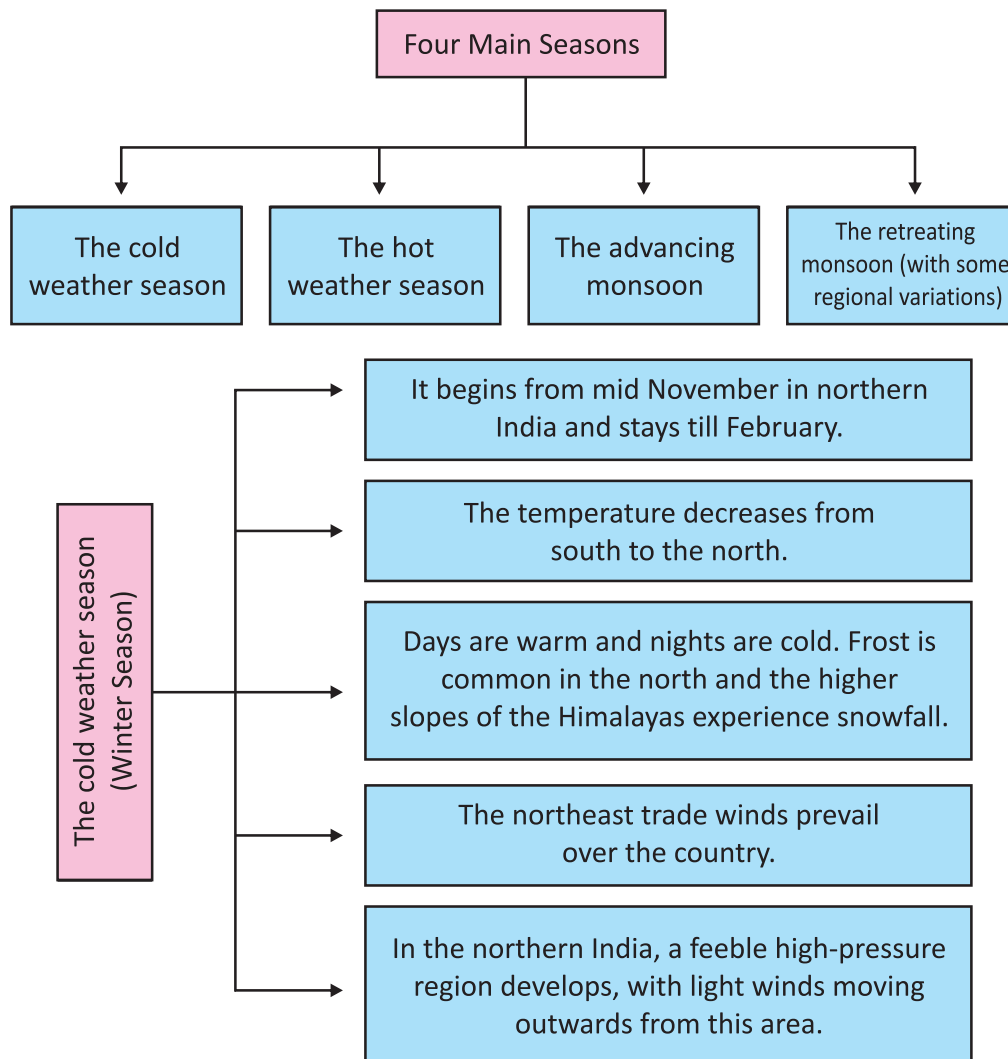 Four Main Seasons
The cold
weather season
The hot
weather season
The advancing
monsoon
The retreating
monsoon (with some
regional variations)
The cold weather season
(Winter Season)
It begins from mid November in northern
India and stays till February.
The temperature decreases from
south to the north.
Days are warm and nights are cold. Frost is
common in the north and the higher
slopes of the Himalayas experience snowfall.
The northeast trade winds prevail
over the country.
In the northern India, a feeble high-pressure
region develops, with light winds moving
outwards from this area.